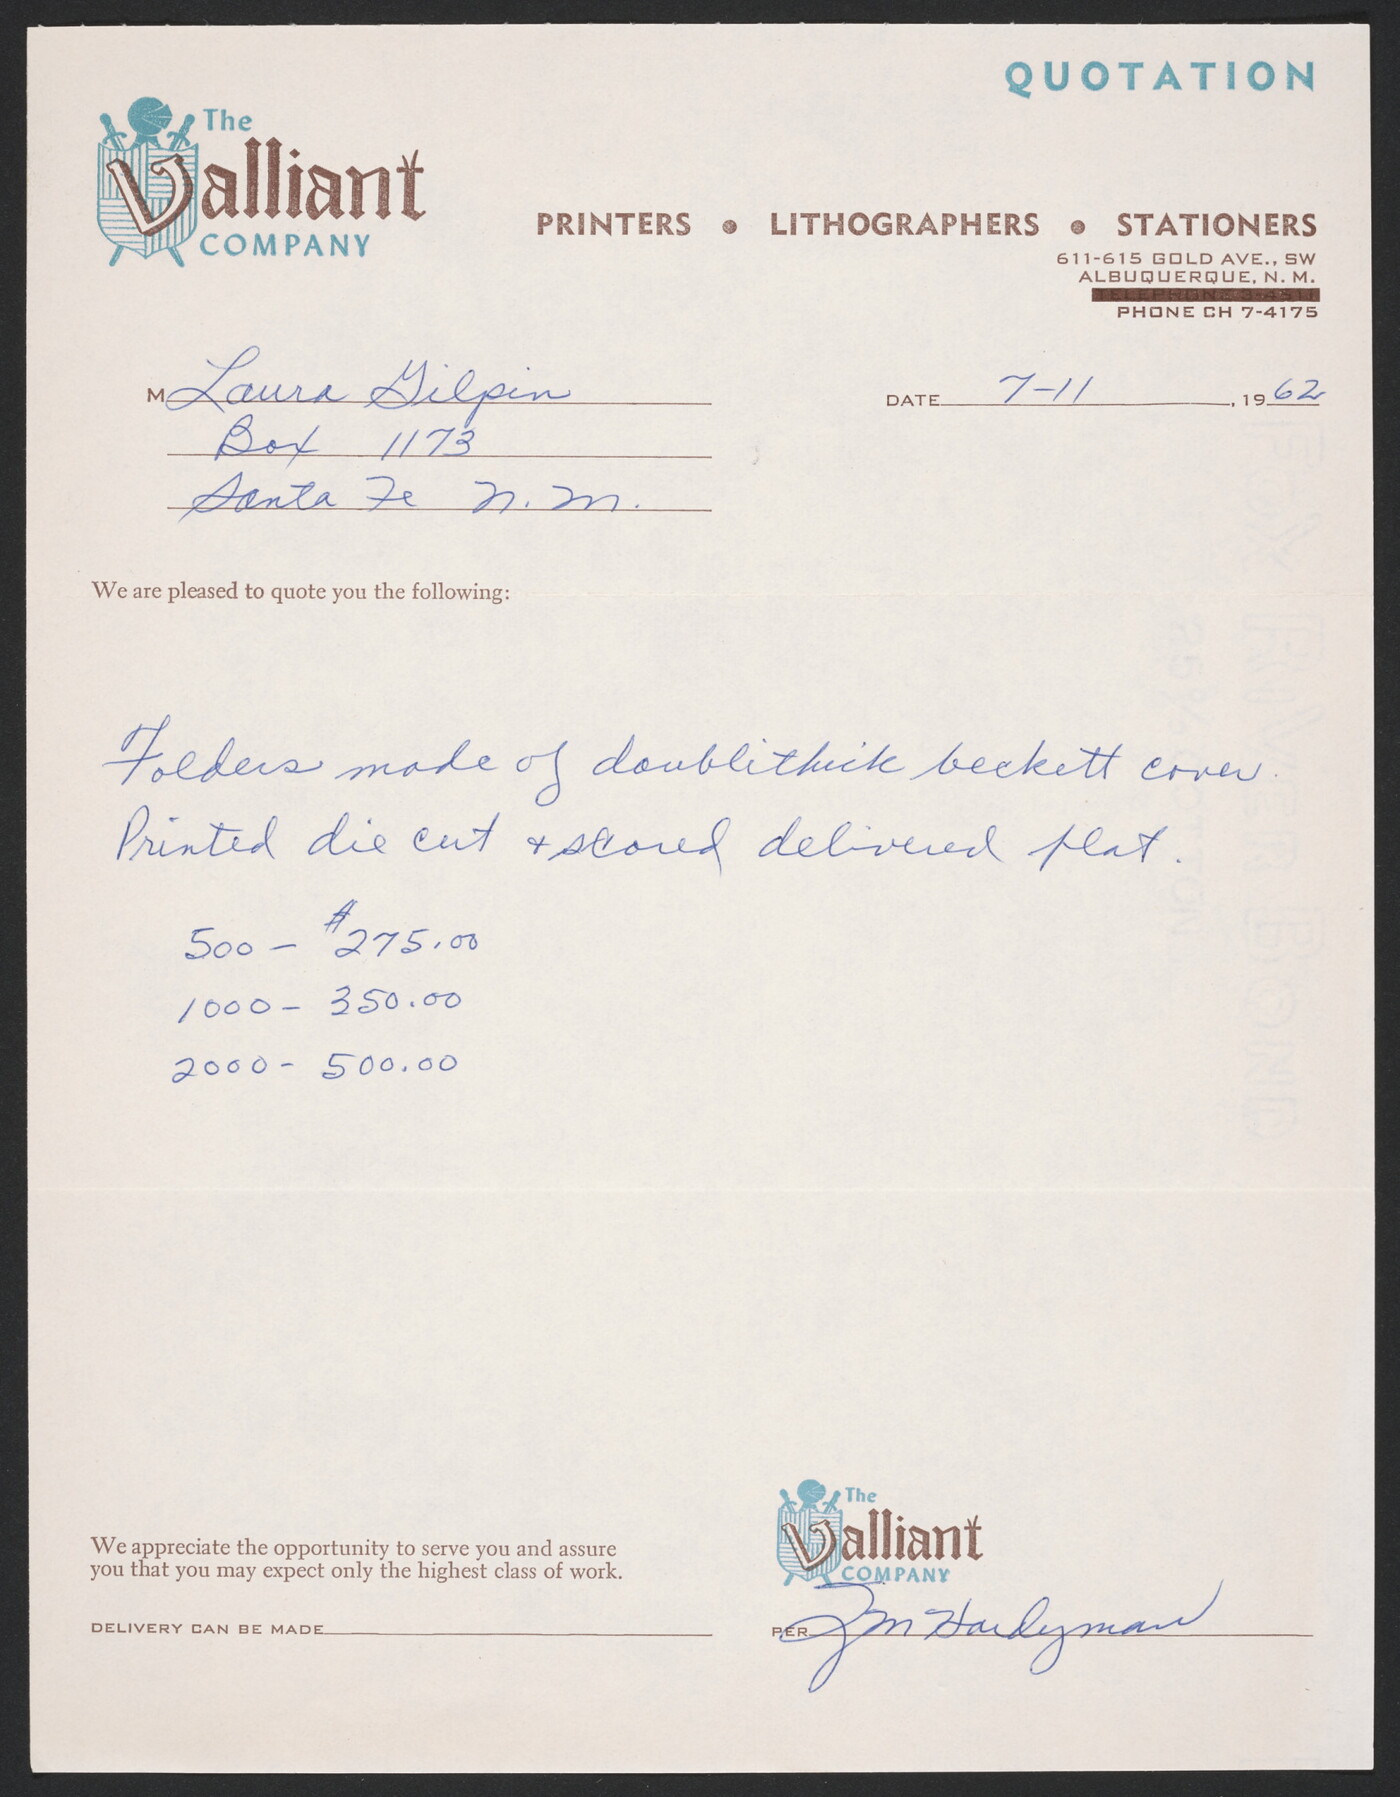 QUOTATION
The
Valliant
COMPANY
PRINTERS • LITHOGRAPHERS • STATIONERS
611-615 GOLD AVE., SW
ALBUQUERQUE, N. M.
PHONE CH 7-4175
M Laura Gilpin
DATE 7-11, 1962
Box 1173
Santa Fe N.M.
We are pleased to quote you the following:
Folders made of doublithick beckett cover.
Printed die cut + scored delivered flat.
500 - $275.00
1000 - 350.00
2000 - 500.00
The
Valliant
COMPANY
We appreciate the opportunity to serve you and assure
you that you may expect only the highest class of work.
DELIVERY CAN BE MADE
PER Hardyman